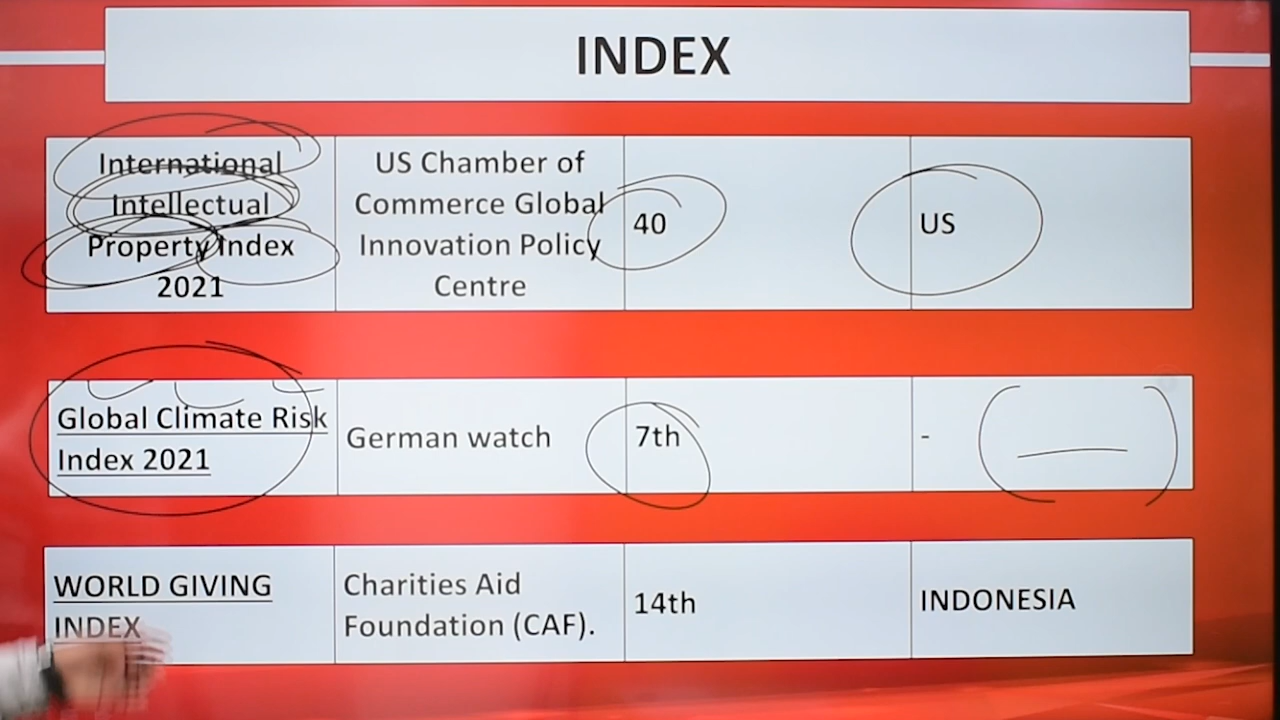 INDEX
International
Intellectual
Property Index
2021
US Chamber of
Commerce Global
Innovation Policy
Centre
40
US
Global Climate Risk
Index 2021
German watch
7th
-
WORLD GIVING
INDEX
Charities Aid
Foundation (CAF).
14th
INDONESIA